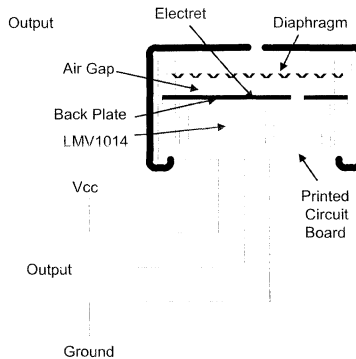 Electret
Output
Diaphragm
Air Gap
Back Plate
LMV1014
Vcc
Printed
Circuit
Board
Output
Ground